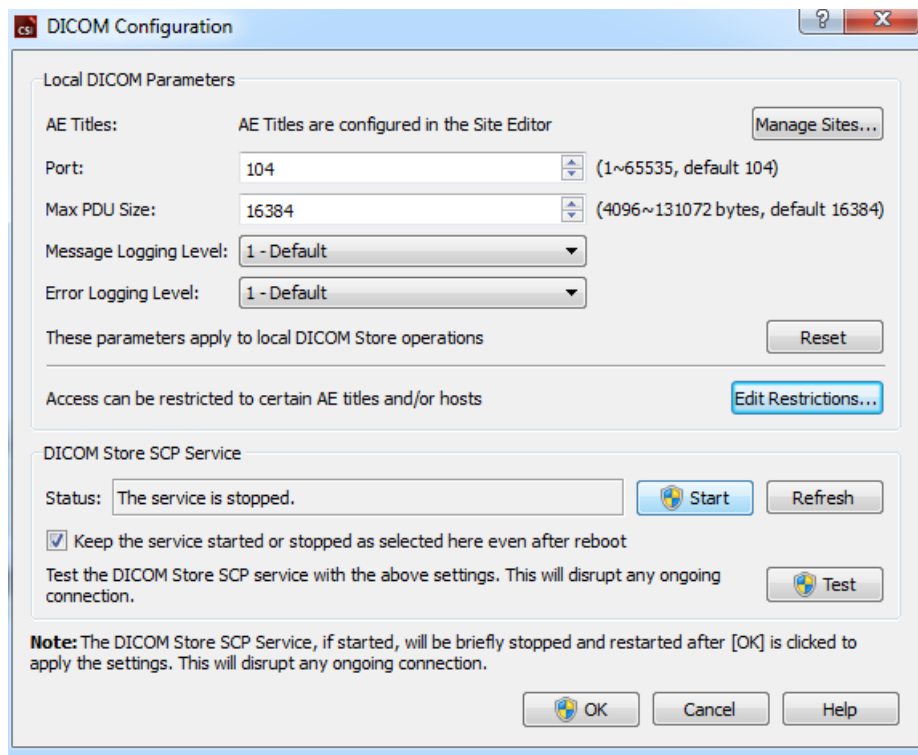 CSI DICOM Configuration
Local DICOM Parameters
AE Titles: AE Titles are configured in the Site Editor Manage Sites...
Port: 104 (1~65535, default 104)
Max PDU Size: 16384 (4096~131072 bytes, default 16384)
Message Logging Level: 1 - Default
Error Logging Level: 1 - Default
These parameters apply to local DICOM Store operations Reset
Access can be restricted to certain AE titles and/or hosts Edit Restrictions...
DICOM Store SCP Service
Status: The service is stopped. Start Refresh
Keep the service started or stopped as selected here even after reboot
Test the DICOM Store SCP service with the above settings. This will disrupt any ongoing
connection. Test
Note: The DICOM Store SCP Service, if started, will be briefly stopped and restarted after [OK] is clicked to
apply the settings. This will disrupt any ongoing connection.
OK Cancel Help